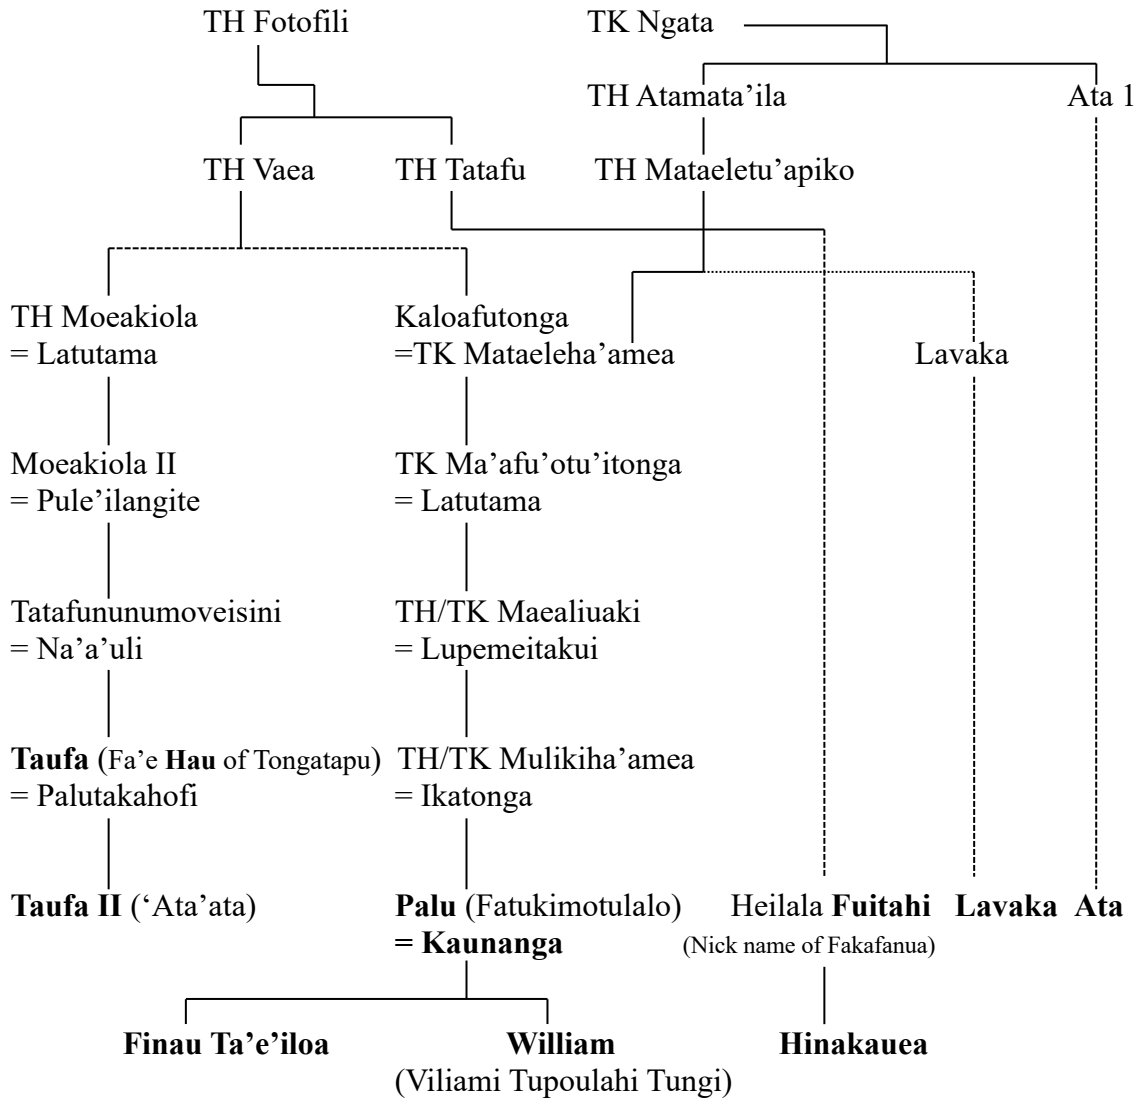 TH Fotofili TK Ngata
TH Atamata’ila Ata 1
TH Vaea TH Tatafu TH Mataeletu’apiko
TH Moeakiola Kaloafutonga
= Latutama =TK Mataeleha’amea Lavaka
Moeakiola II TK Ma’afu’otu’itonga
= Pule’ilangite = Latutama
Tatafununumoveisini TH/TK Maealiuaki
= Na’a’uli = Lupemeitakui
Taufa (Fa’e Hau of Tongatapu) TH/TK Mulikiha’amea
= Palutakahofi = Ikatonga
Taufa II (‘Ata’ata) Palu (Fatukimotulalo) Heilala Fuitahi Lavaka Ata
= Kaunanga (Nick name of Fakafanua)
Finau Ta’e’iloa William Hinakauea
(Viliami Tupoulahi Tungi)